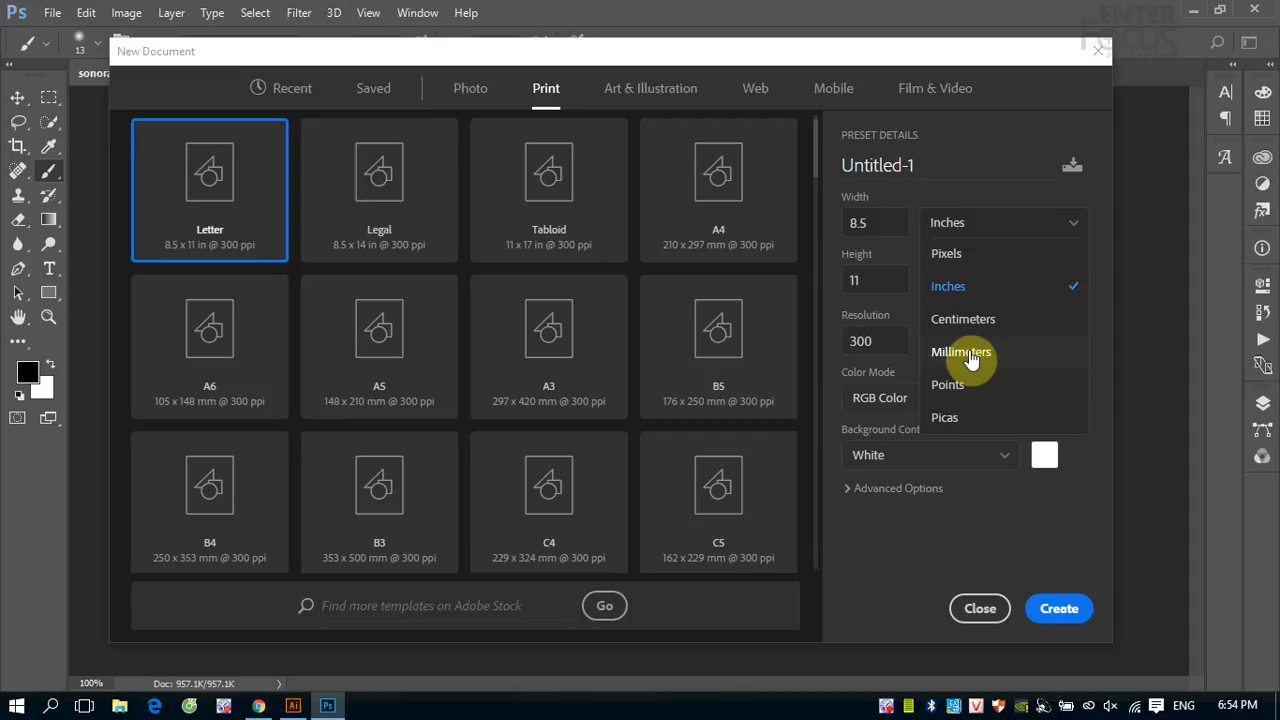 Ps File Edit Image Layer Type Select Filter 3D View Window Help
ENTER
FOCUS
13
New Document
sonora
Recent Saved Photo Print Art & Illustration Web Mobile Film & Video
PRESET DETAILS
Untitled-1
Width
8.5 Inches
Pixels
Height
11 Inches
Centimeters
Resolution
300 Millimeters
Color Mode
Points
RGB Color
Picas
Background Cont
White
Advanced Options
Letter Legal Tabloid A4
8.5 x 11 in @ 300 ppi 8.5 x 14 in @ 300 ppi 11 x 17 in @ 300 ppi 210 x 297 mm @ 300 ppi
A6 A5 A3 B5
105 x 148 mm @ 300 ppi 148 x 210 mm @ 300 ppi 297 x 420 mm @ 300 ppi 176 x 250 mm @ 300 ppi
B4 B3 C4 C5
250 x 353 mm @ 300 ppi 353 x 500 mm @ 300 ppi 229 x 324 mm @ 300 ppi 162 x 229 mm @ 300 ppi
Find more templates on Adobe Stock Go
Close Create
100% Doc: 957.1K/957.1K
Ai Ps ENG 6:54 PM